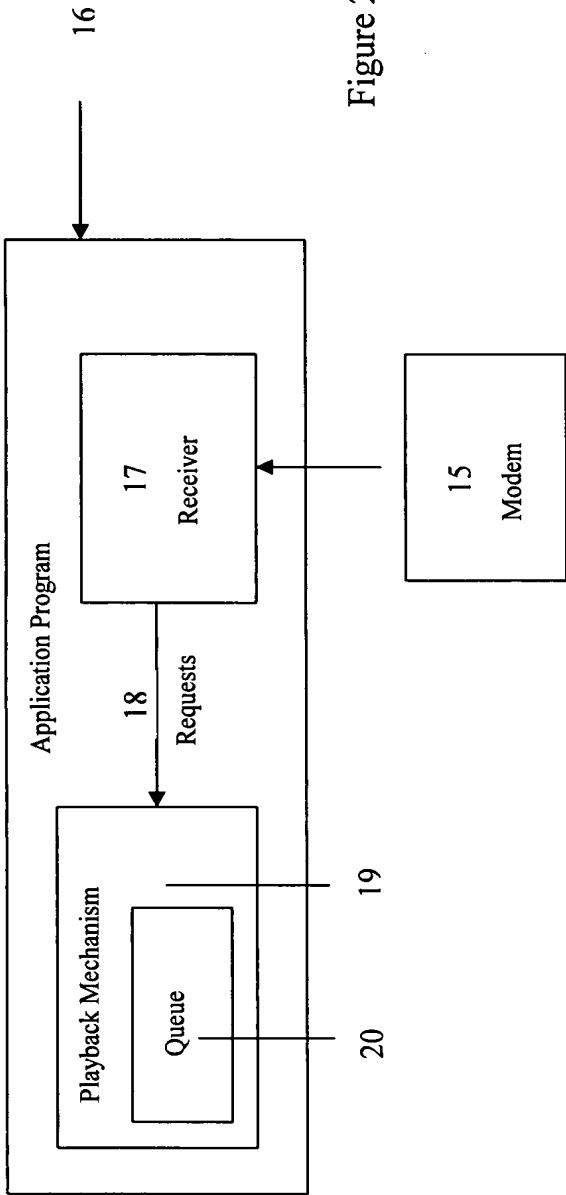 16
Application Program
Playback Mechanism
Queue
18
Requests
17
Receiver
19
20
15
Modem
Figure 2